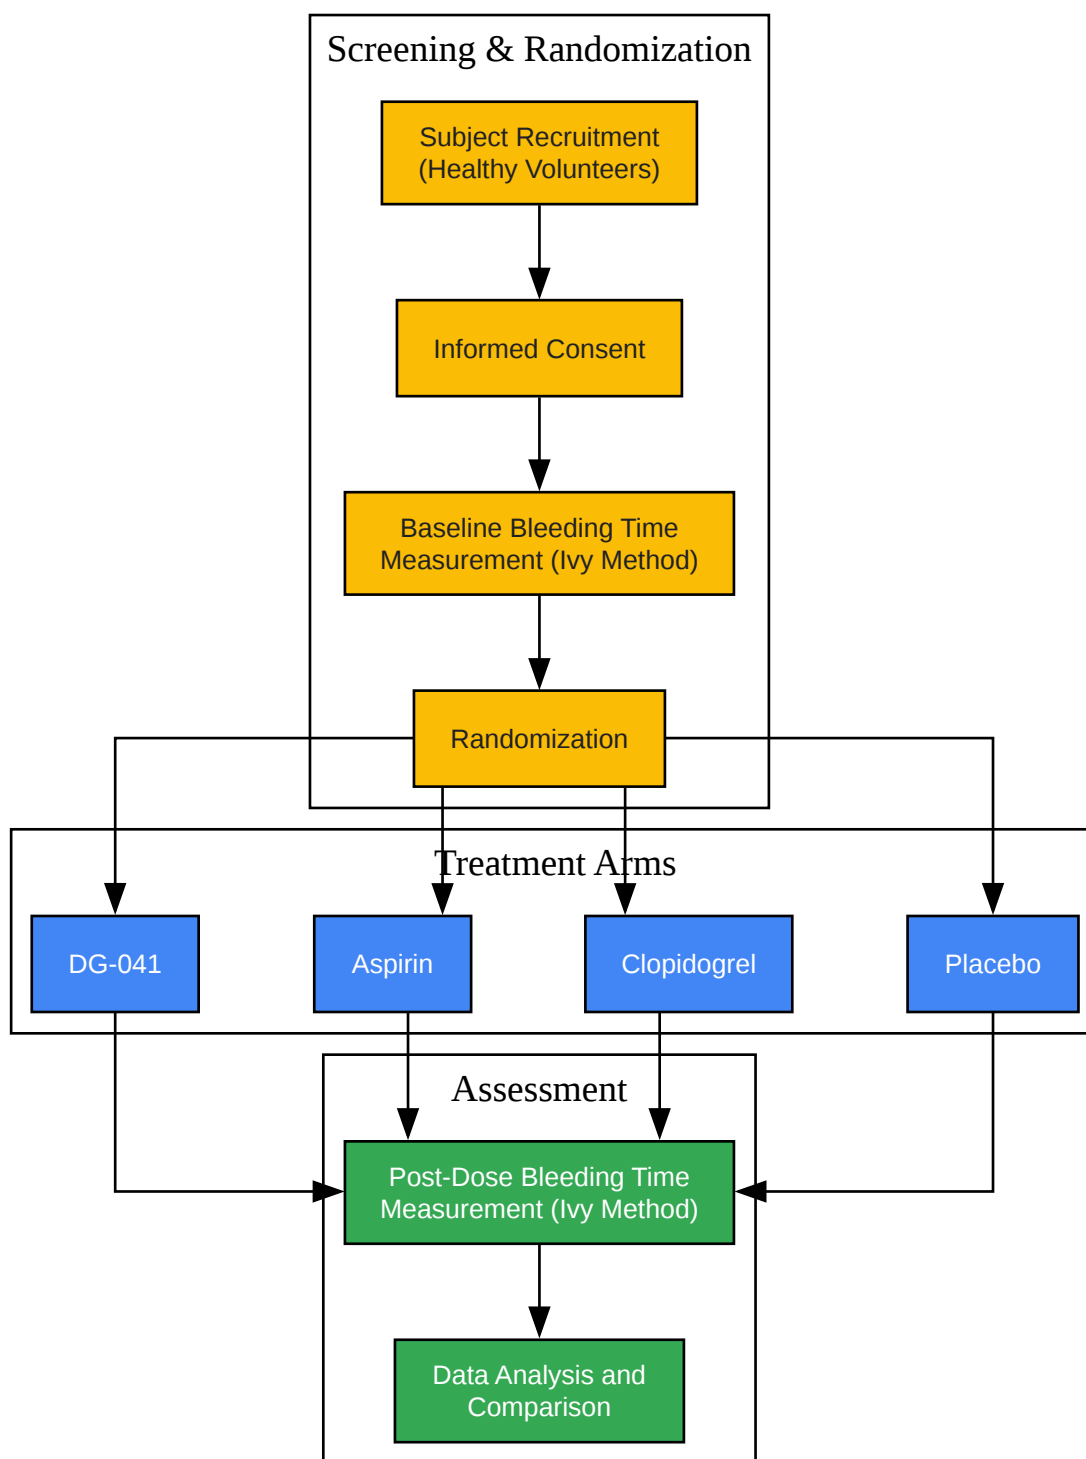 Screening & Randomization
Subject Recruitment
(Healthy Volunteers)
Informed Consent
Baseline Bleeding Time
Measurement (Ivy Method)
Randomization
Treatment Arms
DG-041
Aspirin
Clopidogrel
Placebo
Assessment
Post-Dose Bleeding Time
Measurement (Ivy Method)
Data Analysis and
Comparison